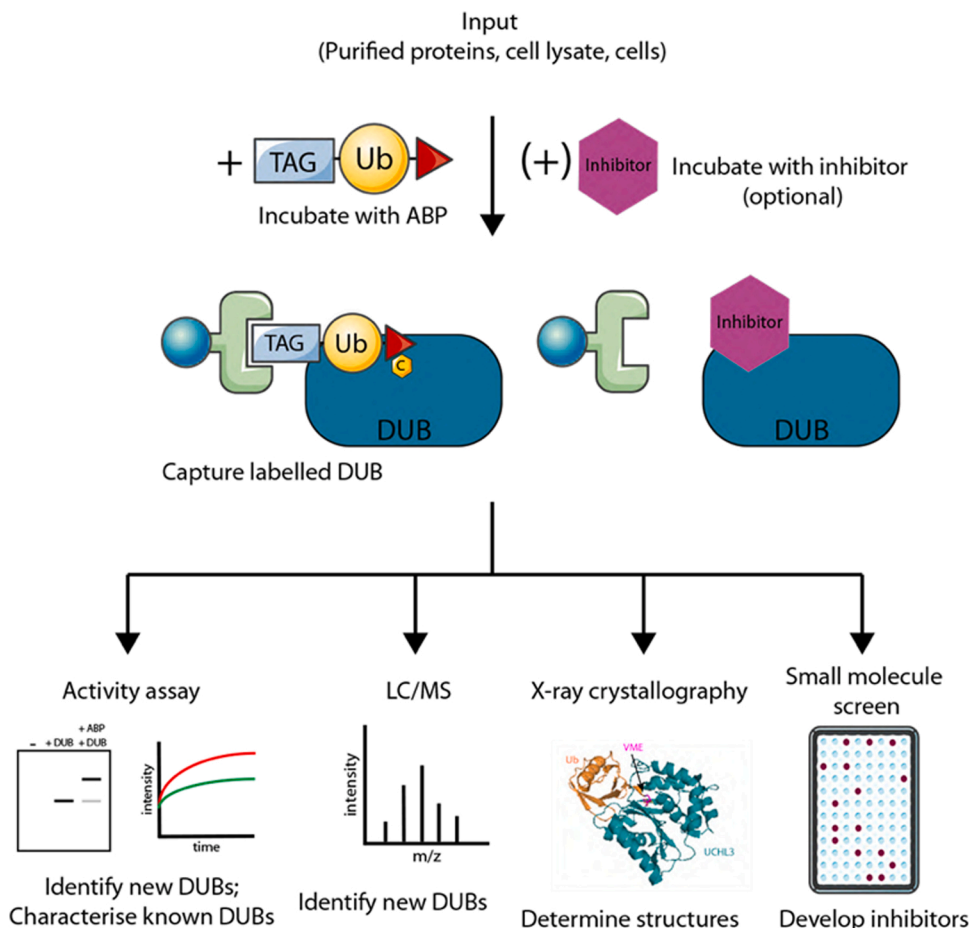 Input
(Purified proteins, cell lysate, cells)
+ TAG Ub
Incubate with ABP
(+) Inhibitor
Incubate with inhibitor
(optional)
TAG Ub
C
DUB
Inhibitor
DUB
Capture labelled DUB
Activity assay
- + DUB + ABP
+ DUB
intensity
time
Identify new DUBs;
Characterise known DUBs
LC/MS
intensity
m/z
Identify new DUBs
X-ray crystallography
Ub
VME
UCHL3
Determine structures
Small molecule
screen
Develop inhibitors